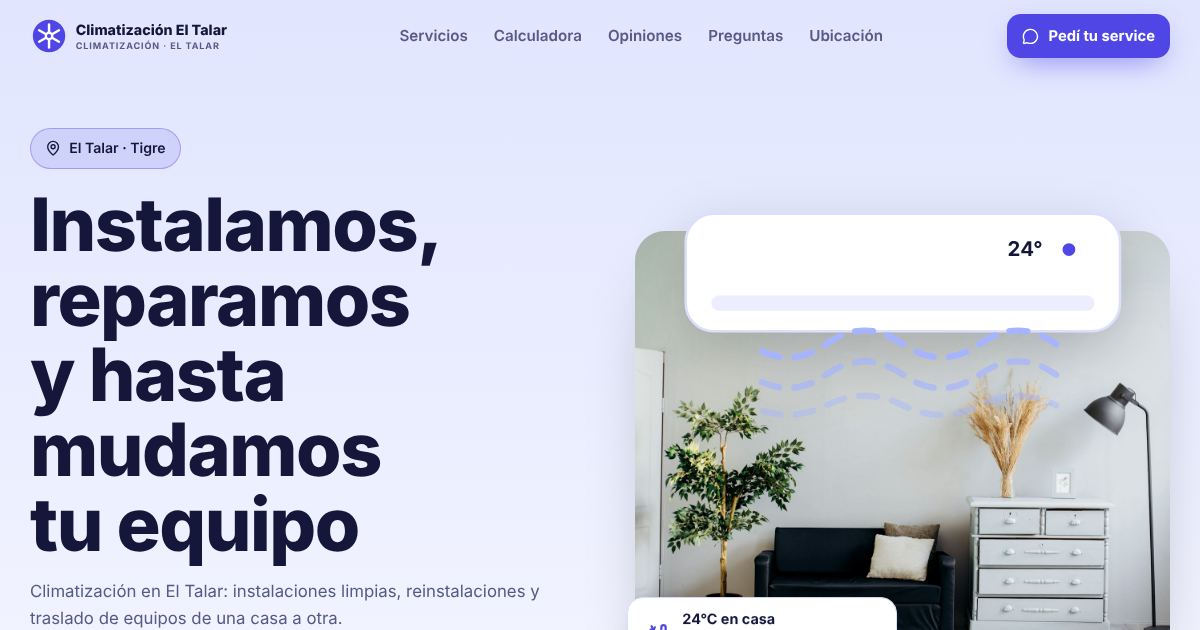 Climatización El Talar
CLIMATIZACIÓN · EL TALAR
Servicios
Calculadora
Opiniones
Preguntas
Ubicación
Pedí tu service
El Talar · Tigre
Instalamos,
reparamos
y hasta
mudamos
tu equipo
Climatización en El Talar: instalaciones limpias, reinstalaciones y
traslado de equipos de una casa a otra.
24°
24°C en casa